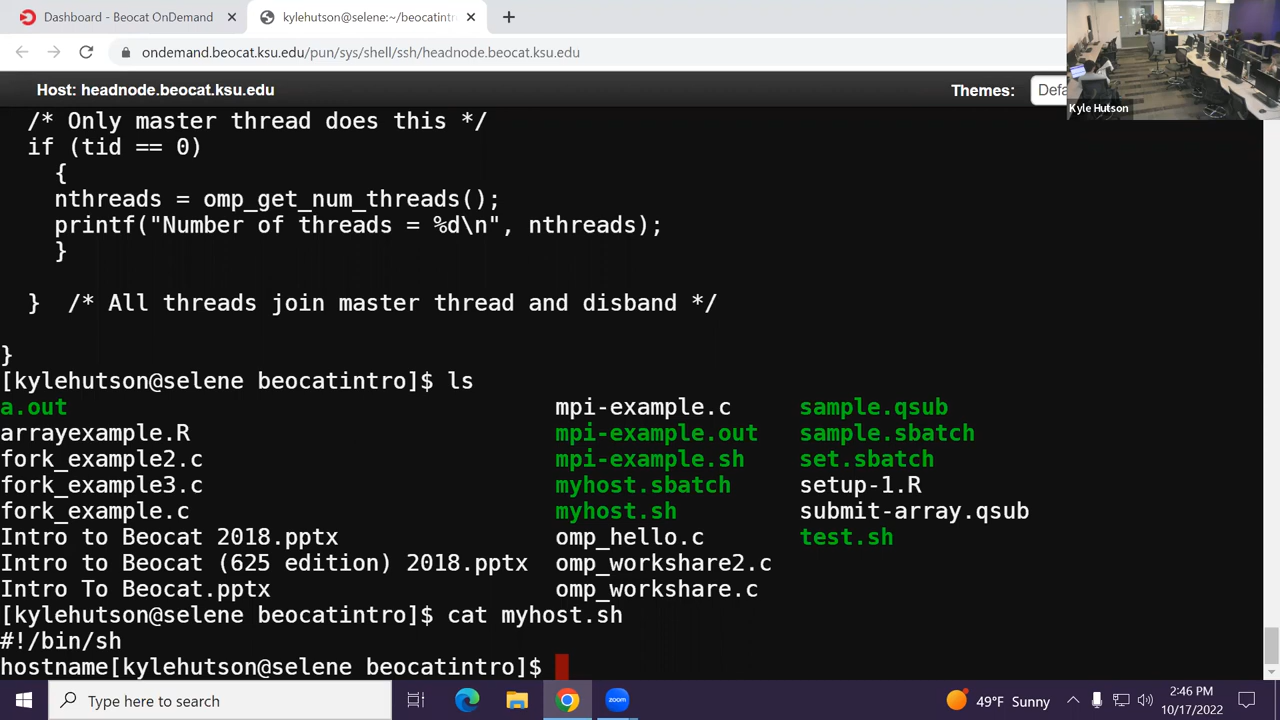 Dashboard - Beocat OnDemand
kylehutson@selene:~/beocatintro
ondemand.beocat.ksu.edu/pun/sys/shell/ssh/headnode.beocat.ksu.edu
Kyle Hutson
Host: headnode.beocat.ksu.edu
Themes:
Defa
/* Only master thread does this */
if (tid == 0)
{
nthreads = omp_get_num_threads();
printf("Number of threads = %d\n", nthreads);
}
} /* All threads join master thread and disband */
}
[kylehutson@selene beocatintro]$ ls
a.out mpi-example.c sample.qsub
arrayexample.R mpi-example.out sample.sbatch
fork_example2.c mpi-example.sh set.sbatch
fork_example3.c myhost.sbatch setup-1.R
fork_example.c myhost.sh submit-array.qsub
Intro to Beocat 2018.pptx omp_hello.c test.sh
Intro to Beocat (625 edition) 2018.pptx omp_workshare2.c
Intro To Beocat.pptx omp_workshare.c
[kylehutson@selene beocatintro]$ cat myhost.sh
#!/bin/sh
hostname[kylehutson@selene beocatintro]$
Type here to search
zoom
49°F Sunny
2:46 PM
10/17/2022